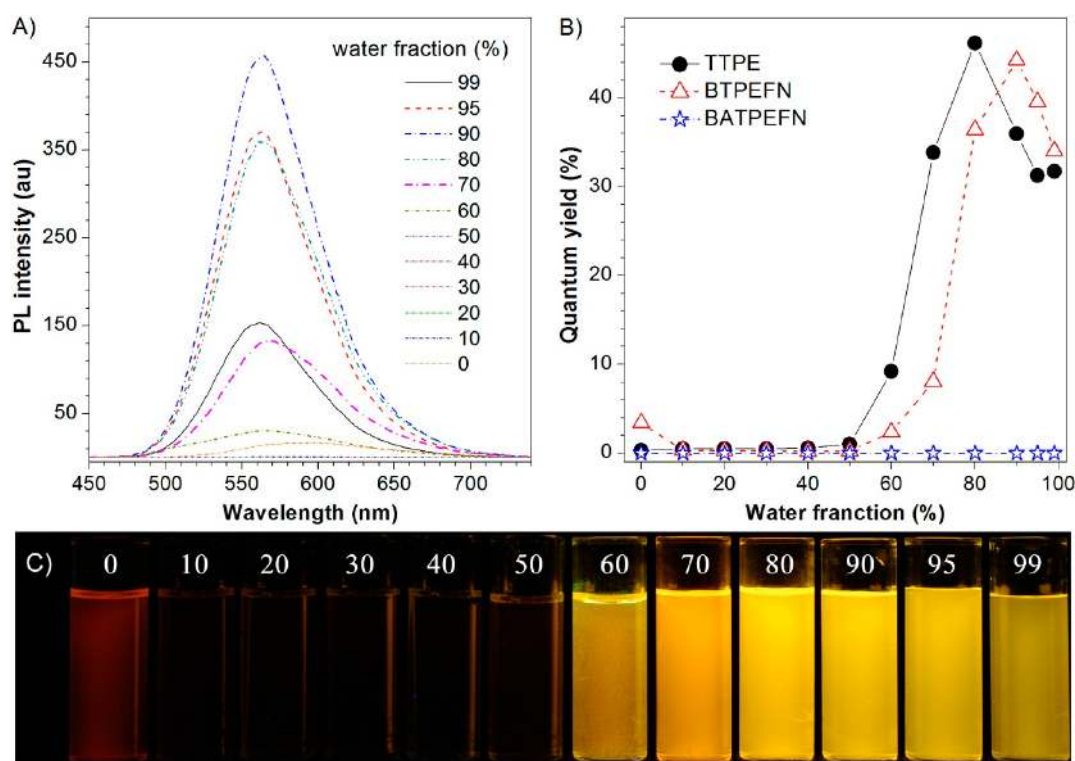 A)
water fraction (%)
99
95
90
80
70
60
50
40
30
20
10
0
450
350
250
150
50
PL intensity (au)
450 500 550 600 650 700
Wavelength (nm)
B)
TTPE
BTPEFN
BATPEFN
40
30
20
10
0
Quantum yield (%)
0 20 40 60 80 100
Water franction (%)
C) 0 10 20 30 40 50 60 70 80 90 95 99